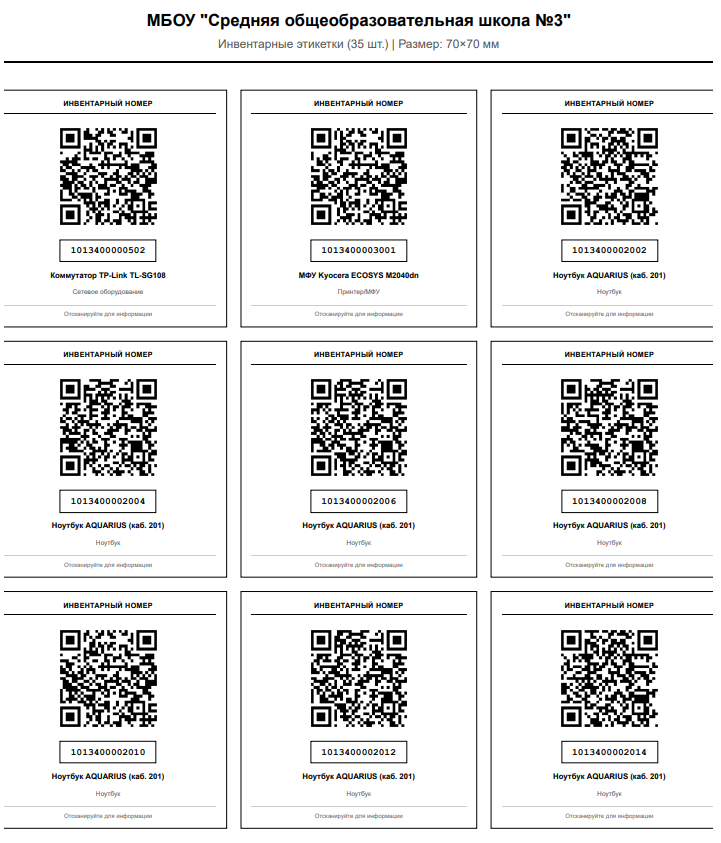 МБОУ "Средняя общеобразовательная школа №3"
Инвентарные этикетки (35 шт.) | Размер: 70×70 мм
ИНВЕНТАРНЫЙ НОМЕР
1013400000502
Коммутатор TP-Link TL-SG108
Сетевое оборудование
Отсканируйте для информации
ИНВЕНТАРНЫЙ НОМЕР
1013400003001
МФУ Kyocera ECOSYS M2040dn
Принтер/МФУ
Отсканируйте для информации
ИНВЕНТАРНЫЙ НОМЕР
1013400002002
Ноутбук AQUARIUS (каб. 201)
Ноутбук
Отсканируйте для информации
ИНВЕНТАРНЫЙ НОМЕР
1013400002004
Ноутбук AQUARIUS (каб. 201)
Ноутбук
Отсканируйте для информации
ИНВЕНТАРНЫЙ НОМЕР
1013400002006
Ноутбук AQUARIUS (каб. 201)
Ноутбук
Отсканируйте для информации
ИНВЕНТАРНЫЙ НОМЕР
1013400002008
Ноутбук AQUARIUS (каб. 201)
Ноутбук
Отсканируйте для информации
ИНВЕНТАРНЫЙ НОМЕР
1013400002010
Ноутбук AQUARIUS (каб. 201)
Ноутбук
Отсканируйте для информации
ИНВЕНТАРНЫЙ НОМЕР
1013400002012
Ноутбук AQUARIUS (каб. 201)
Ноутбук
Отсканируйте для информации
ИНВЕНТАРНЫЙ НОМЕР
1013400002014
Ноутбук AQUARIUS (каб. 201)
Ноутбук
Отсканируйте для информации